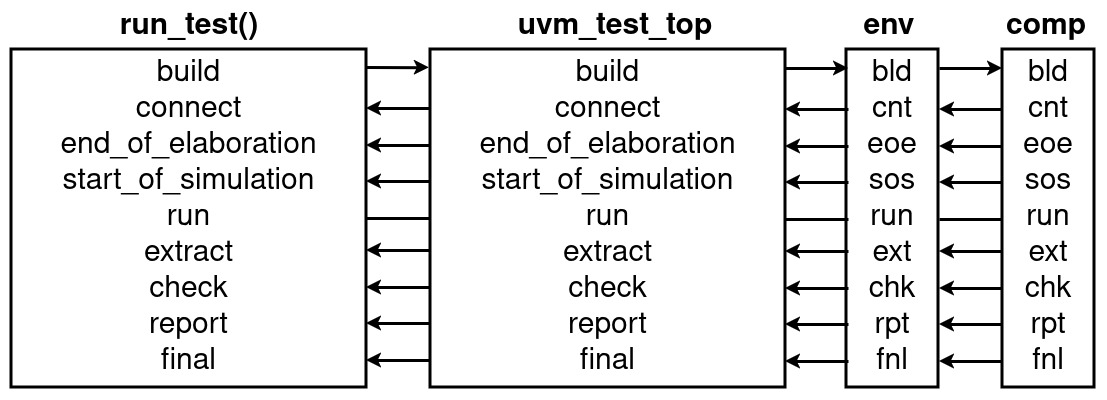 run_test() uvm_test_top env comp
build build bld bld
connect connect cnt cnt
end_of_elaboration end_of_elaboration eoe eoe
start_of_simulation start_of_simulation sos sos
run run run run
extract extract ext ext
check check chk chk
report report rpt rpt
final final fnl fnl